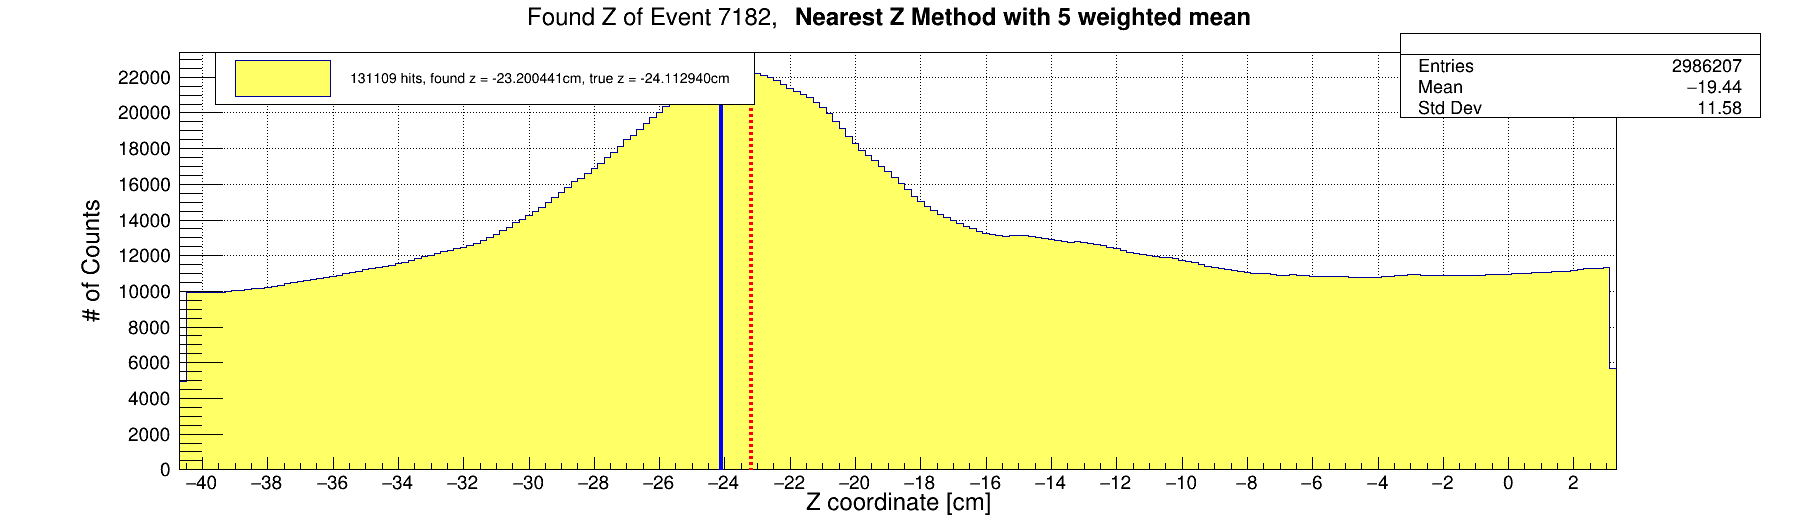 Found Z of Event 7182, Nearest Z Method with 5 weighted mean
131109 hits, found z = -23.200441cm, true z = -24.112940cm
Entries 2986207
Mean −19.44
Std Dev 11.58
# of Counts
22000
20000
18000
16000
14000
12000
10000
8000
6000
4000
2000
0
−40 −38 −36 −34 −32 −30 −28 −26 −24 −22 −20 −18 −16 −14 −12 −10 −8 −6 −4 −2 0 2
Z coordinate [cm]